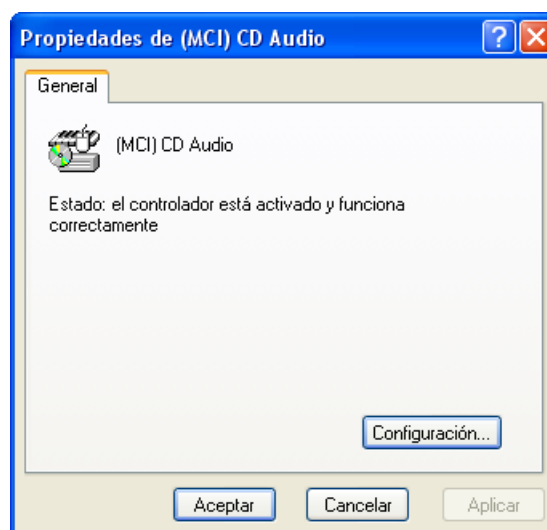 Propiedades de (MCI) CD Audio
General
(MCI) CD Audio
Estado: el controlador está activado y funciona
correctamente
Configuración...
Aceptar Cancelar Aplicar